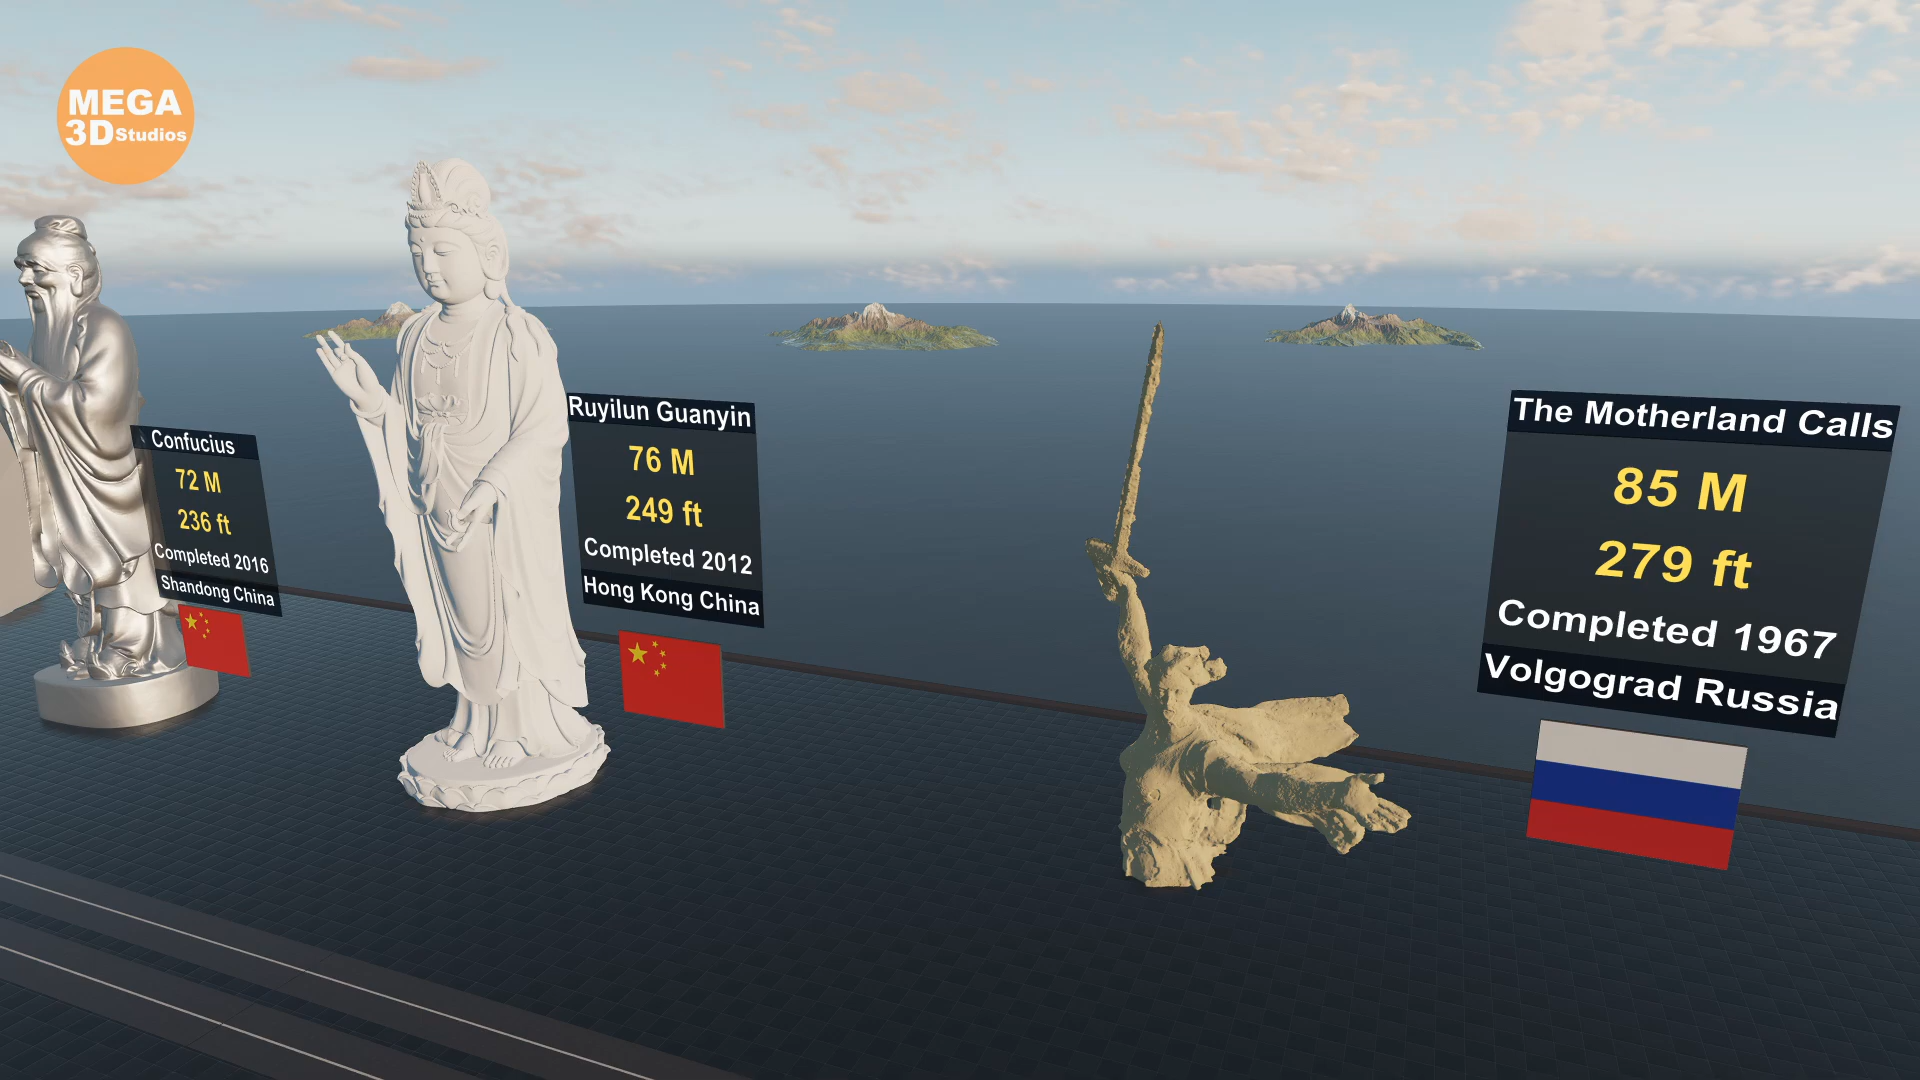 MEGA
3D Studios
Confucius
72 M
236 ft
Completed 2016
Shandong China
Ruyilun Guanyin
76 M
249 ft
Completed 2012
Hong Kong China
The Motherland Calls
85 M
279 ft
Completed 1967
Volgograd Russia